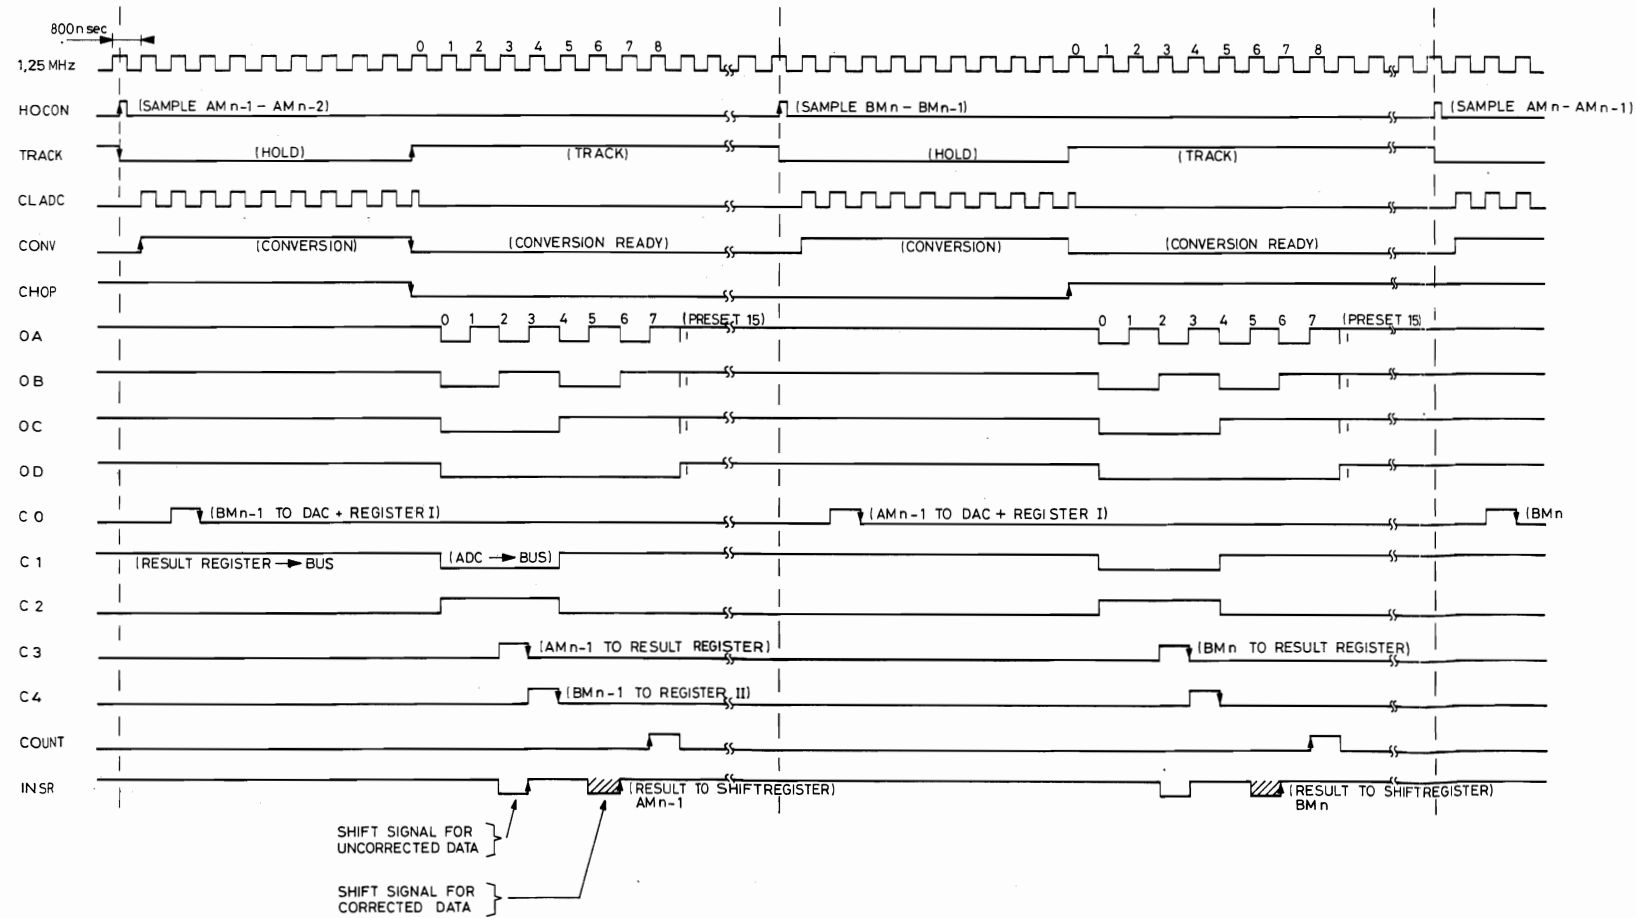 800n sec
0 1 2 3 4 5 6 7 8 0 1 2 3 4 5 6 7 8
1,25 MHz
HOCON (SAMPLE AMn-1 - AMn-2) (SAMPLE BMn - BMn-1) (SAMPLE AMn - AMn-1)
TRACK (HOLD) (TRACK) (HOLD) (TRACK)
CLADC
CONV (CONVERSION) (CONVERSION READY) (CONVERSION) (CONVERSION READY)
CHOP
0 1 2 3 4 5 6 7 (PRESET 15) 0 1 2 3 4 5 6 7 (PRESET 15)
OA
OB
OC
OD
C0 (BMn-1 TO DAC + REGISTER I) (AMn-1 TO DAC + REGISTER I) (BMn
C1 (RESULT REGISTER → BUS (ADC → BUS)
C2
C3 (AMn-1 TO RESULT REGISTER) (BMn TO RESULT REGISTER)
C4 (BMn-1 TO REGISTER II)
COUNT
INSR (RESULT TO SHIFTREGISTER) (RESULT TO SHIFTREGISTER)
AMn-1 BMn
SHIFT SIGNAL FOR
UNCORRECTED DATA
SHIFT SIGNAL FOR
CORRECTED DATA